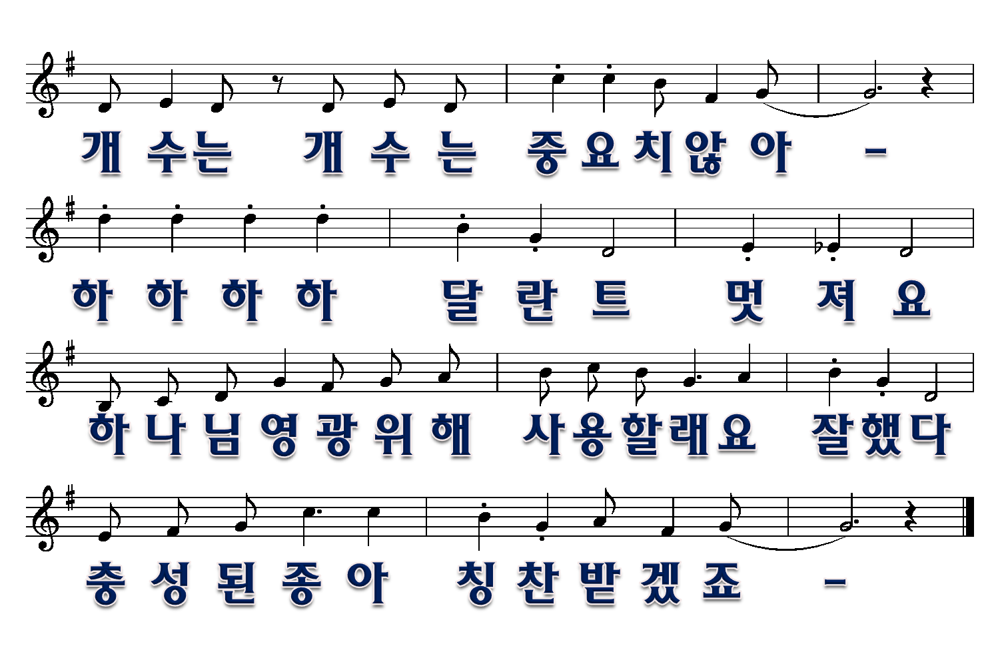 개 수는 개 수 는 중 요 치않 아 -
하 하 하 하 달 란 트 멋 져 요
하 나 님 영 광 위 해 사 용 할 래 요 잘 했 다
충 성 된 종 아 칭 찬 받 겠 죠 -